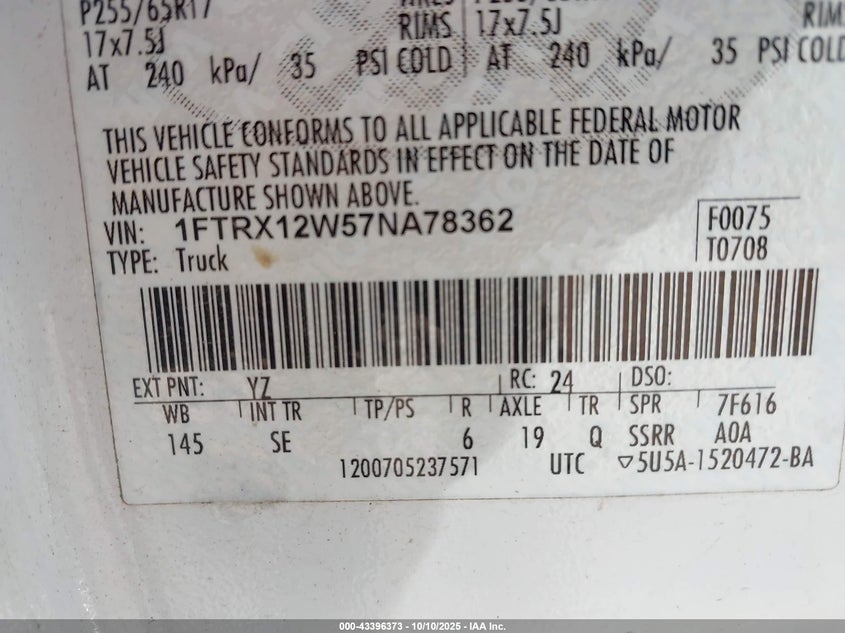 P255/65R17
17x7.5J RIMS 17x7.5J RIM
AT 240 kPa/ 35 PSI COLD AT 240 kPa/ 35 PSI COLD
THIS VEHICLE CONFORMS TO ALL APPLICABLE FEDERAL MOTOR
VEHICLE SAFETY STANDARDS IN EFFECT ON THE DATE OF
MANUFACTURE SHOWN ABOVE.
VIN: 1FTRX12W57NA78362 F0075
TYPE: Truck T0708
EXT PNT: YZ RC: 24 DSO:
WB INT TR TP/PS R AXLE TR SPR 7F616
145 SE 6 19 Q SSRR A0A
1200705237571 UTC ▽5U5A-1520472-BA
000-43396373 - 10/10/2025 - IAA Inc.